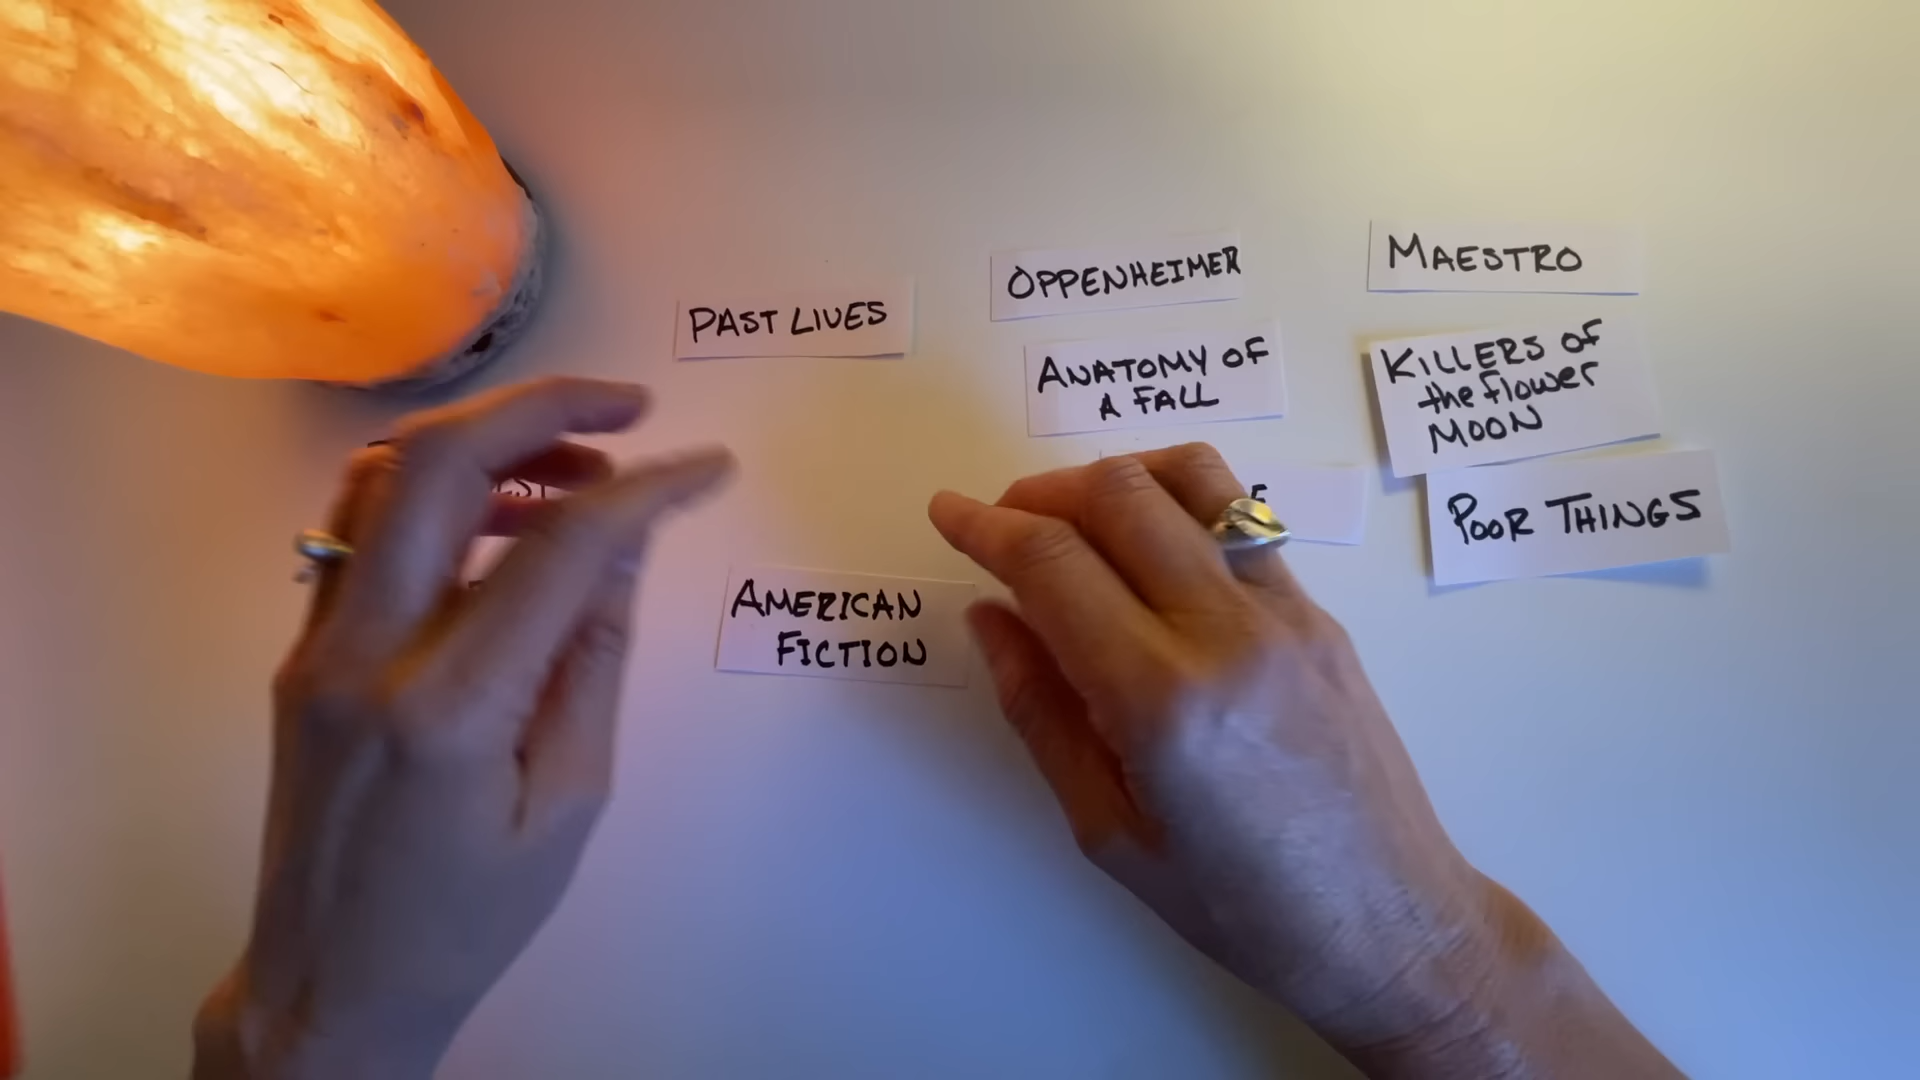 PAST LIVES
OPPENHEIMER
MAESTRO
ANATOMY OF
A FALL
KILLERS OF
the flower
MOON
POOR THINGS
AMERICAN
FICTION